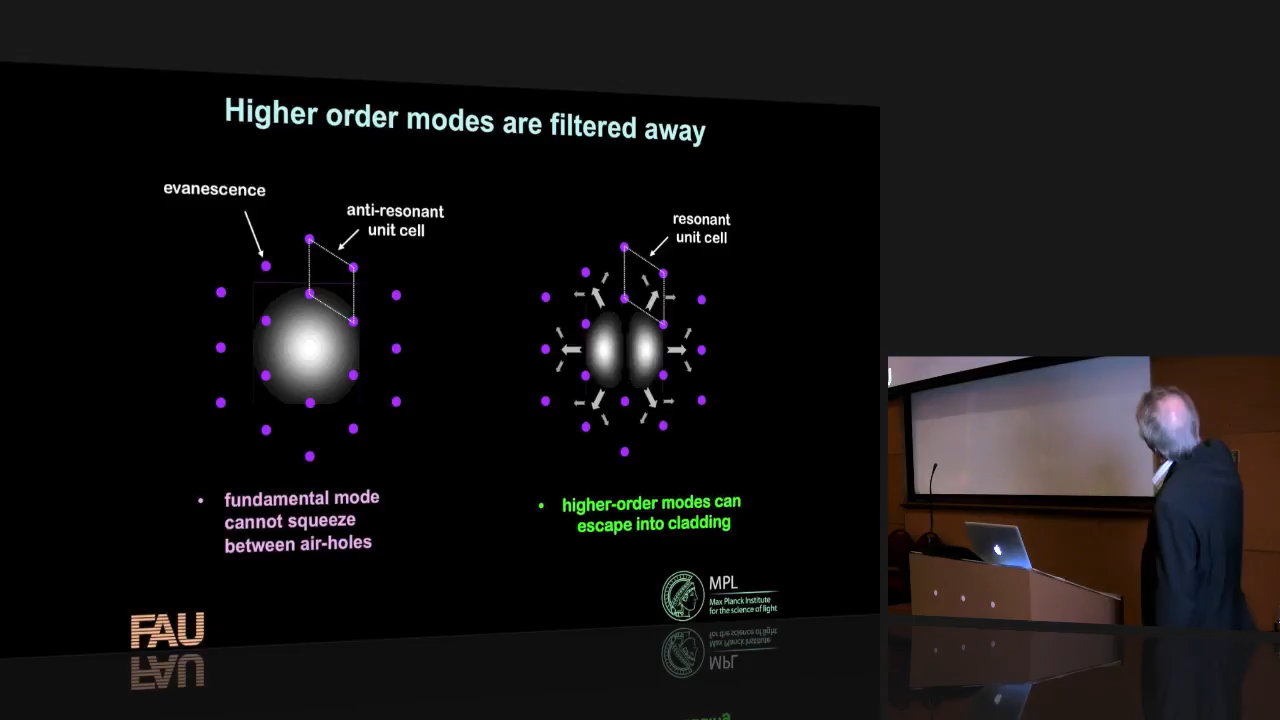 Higher order modes are filtered away
evanescence
anti-resonant
unit cell
resonant
unit cell
• fundamental mode
cannot squeeze
between air-holes
• higher-order modes can
escape into cladding
FAU
MPL
Max Planck Institute
for the science of light